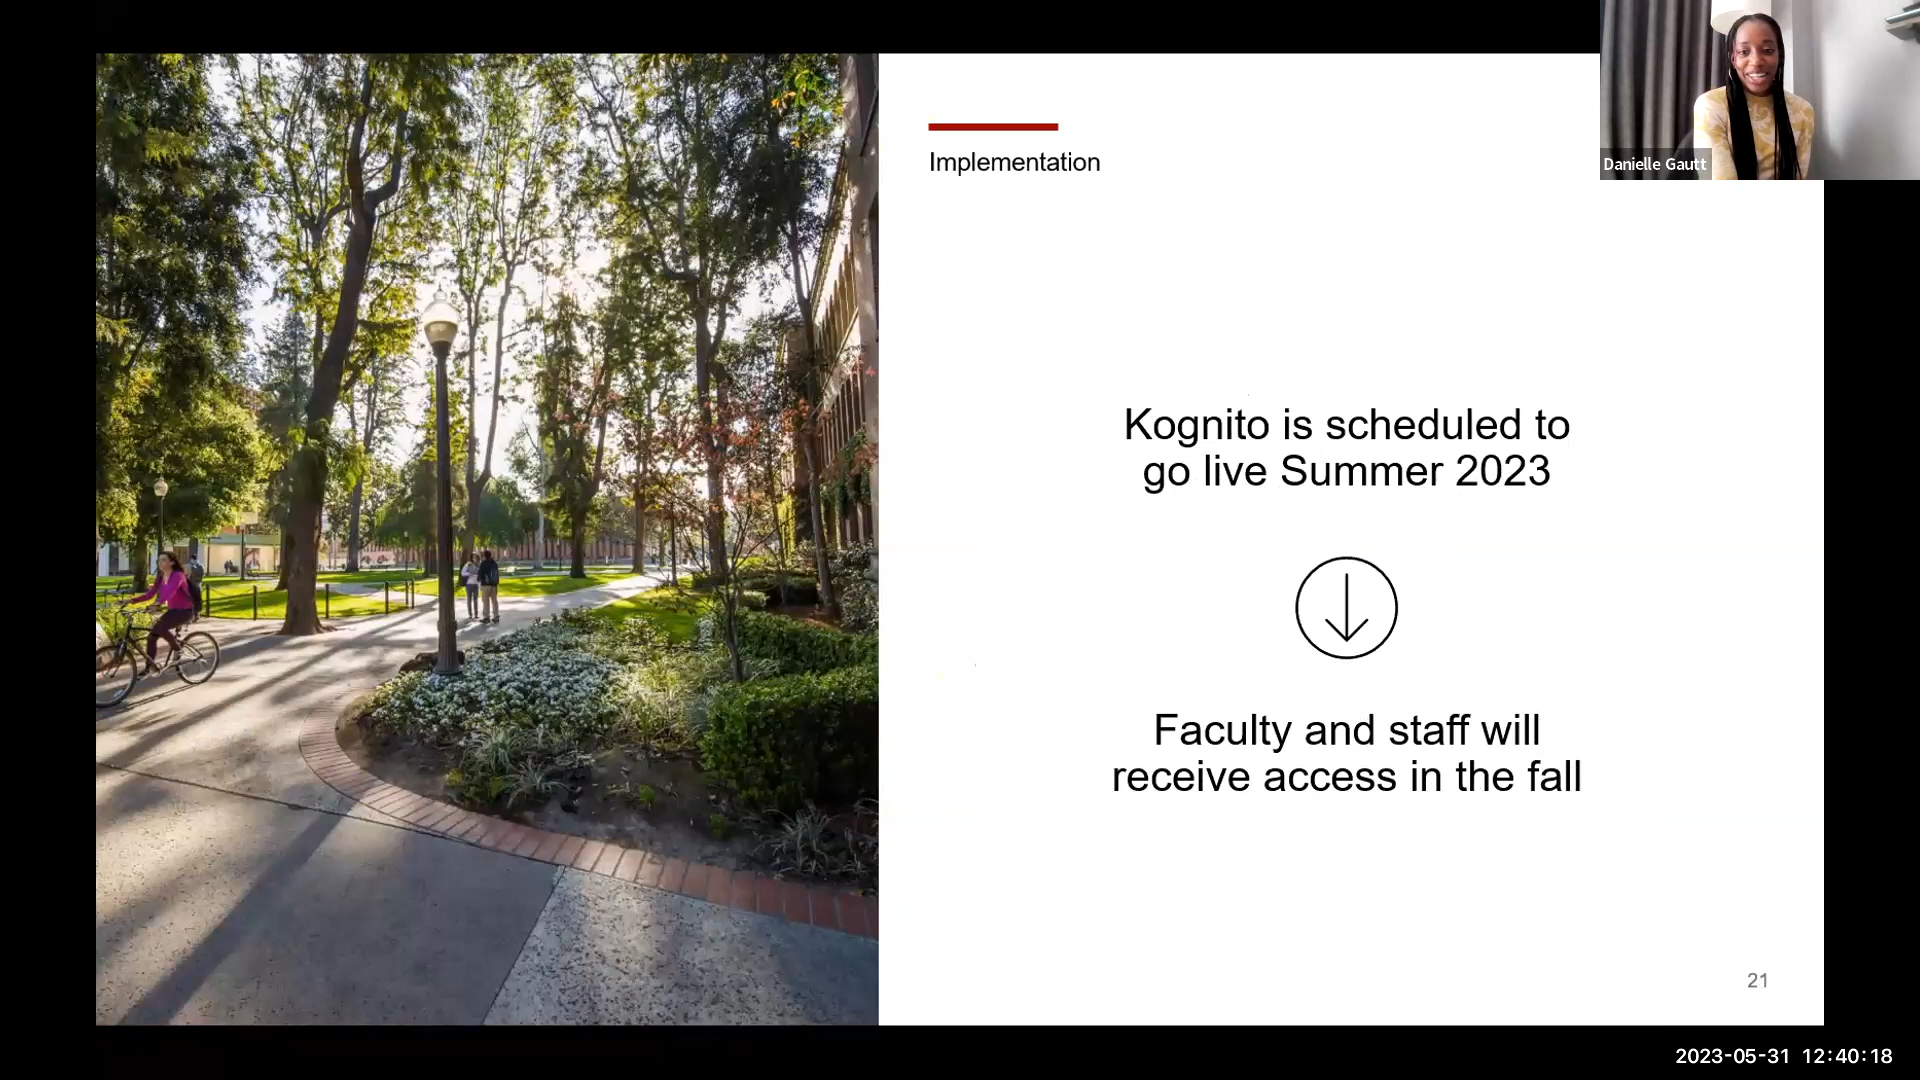 Danielle Gautt
Implementation
Kognito is scheduled to
go live Summer 2023
Faculty and staff will
receive access in the fall
21
2023-05-31 12:40:18